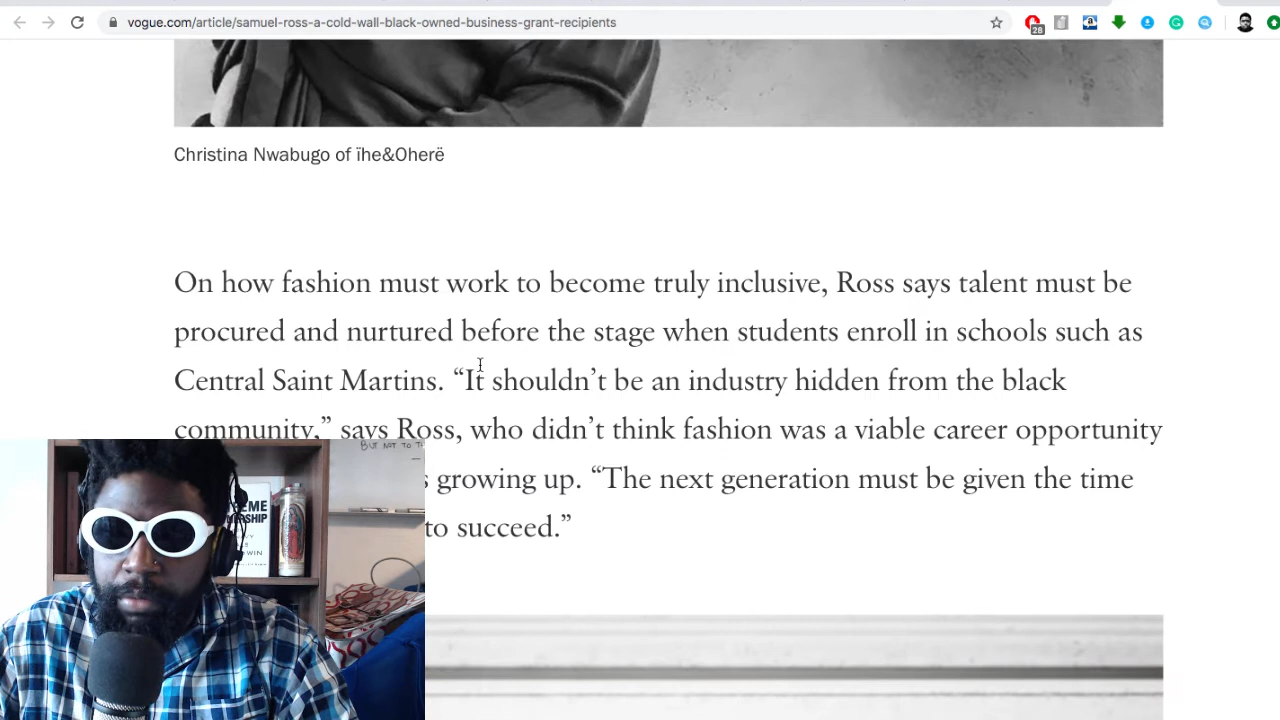 vogue.com/article/samuel-ross-a-cold-wall-black-owned-business-grant-recipients
28
Christina Nwabugo of ïhe&Oherë
On how fashion must work to become truly inclusive, Ross says talent must be
procured and nurtured before the stage when students enroll in schools such as
Central Saint Martins. “It shouldn’t be an industry hidden from the black
community,” says Ross, who didn’t think fashion was a viable career opportunity
s growing up. “The next generation must be given the time
to succeed.”
BUT NOT TO